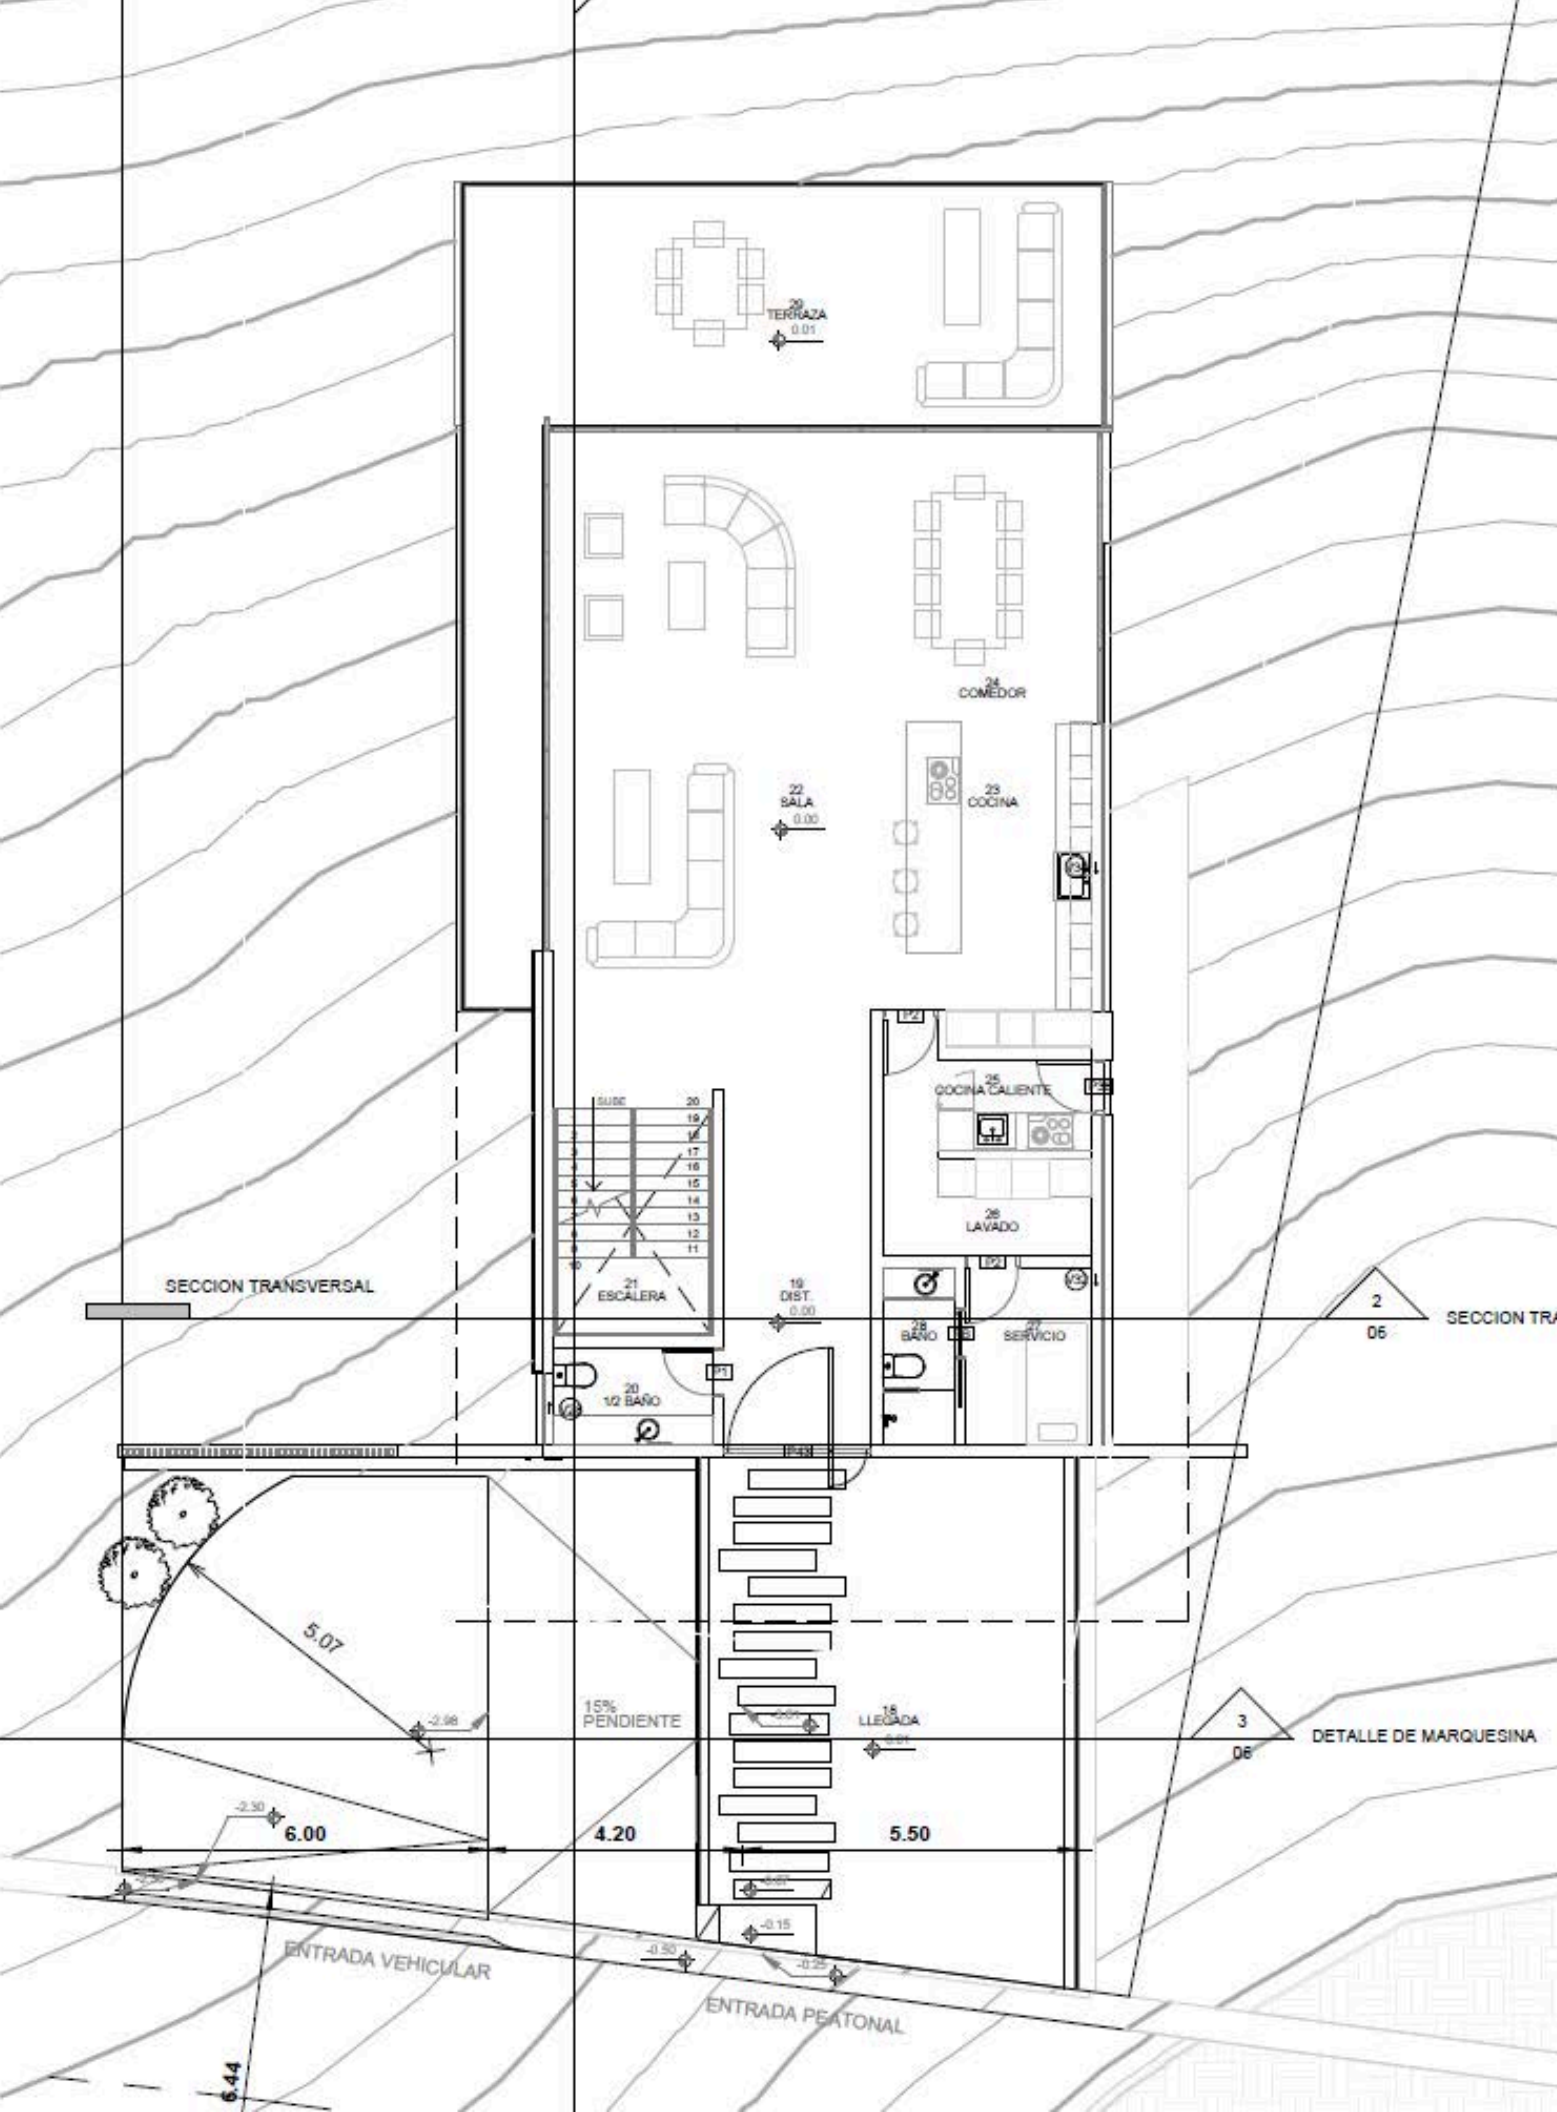 29
TERRAZA
0.01
24
COMEDOR
22
SALA
0.00
23
COCINA
P2
25
COCINA CALIENTE
SUBE
20
19
18
17
16
15
14
13
12
11
10
26
LAVADO
P2
21
ESCALERA
19
DIST.
0.00
28
BAÑO
27
SERVICIO
SECCION TRANSVERSAL
2
06
SECCION TRA
P1
20
1/2 BAÑO
5.07
-2.98
15%
PENDIENTE
18
LLEGADA
3
06
DETALLE DE MARQUESINA
-2.30
6.00
4.20
5.50
-0.15
-0.50
-0.25
ENTRADA VEHICULAR
ENTRADA PEATONAL
6.44